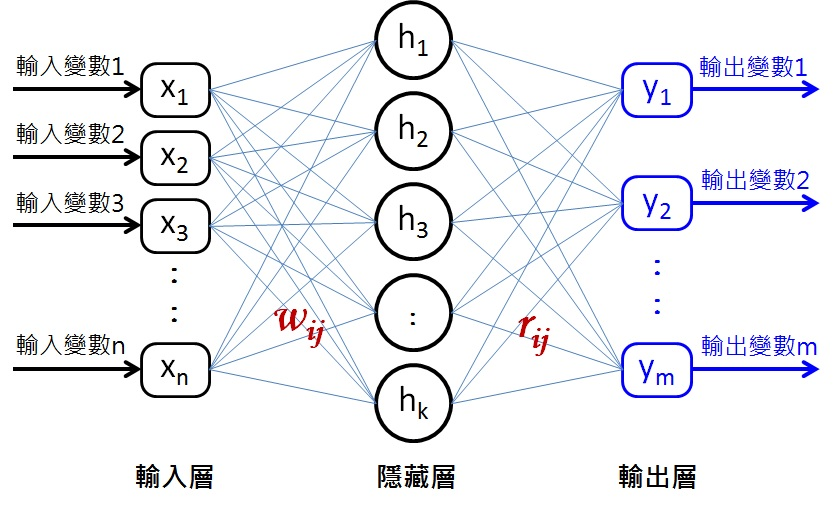 輸入變數1
x1
輸入變數2
x2
輸入變數3
x3
:
:
輸入變數n
xn
h1
h2
h3
:
hk
wij
rij
y1
輸出變數1
y2
輸出變數2
:
:
ym
輸出變數m
輸入層
隱藏層
輸出層